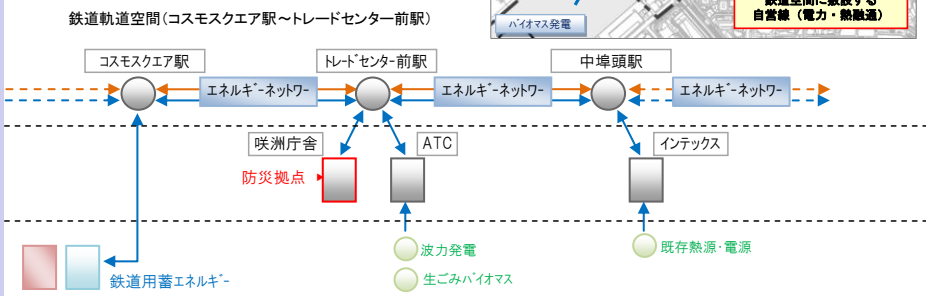 鉄道軌道空間(コスモスクエア駅~トレードセンター前駅)
バイオマス発電
鉄道空間に敷設する
自営線(電力・熱融通)
コスモスクエア駅
トレードセンター前駅
中埠頭駅
エネルギーネットワー
エネルギーネットワー
エネルギーネットワー
咲洲庁舎
ATC
インテックス
防災拠点
波力発電
既存熱源・電源
鉄道用蓄エネルギー
生ごみバイオマス